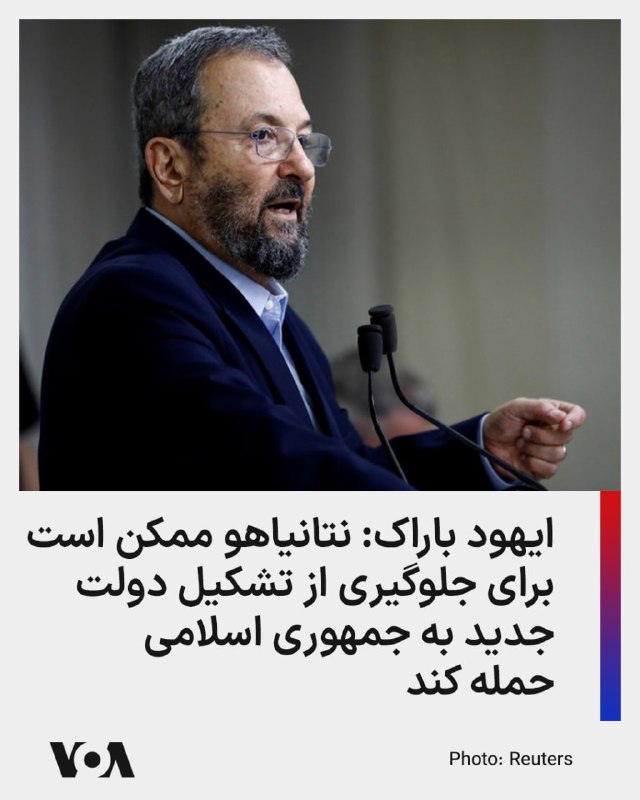 ایهود باراک: نتانیاهو ممکن است
برای جلوگیری از تشکیل دولت
جدید به جمهوری اسلامی
حمله کند
VOA
Photo: Reuters